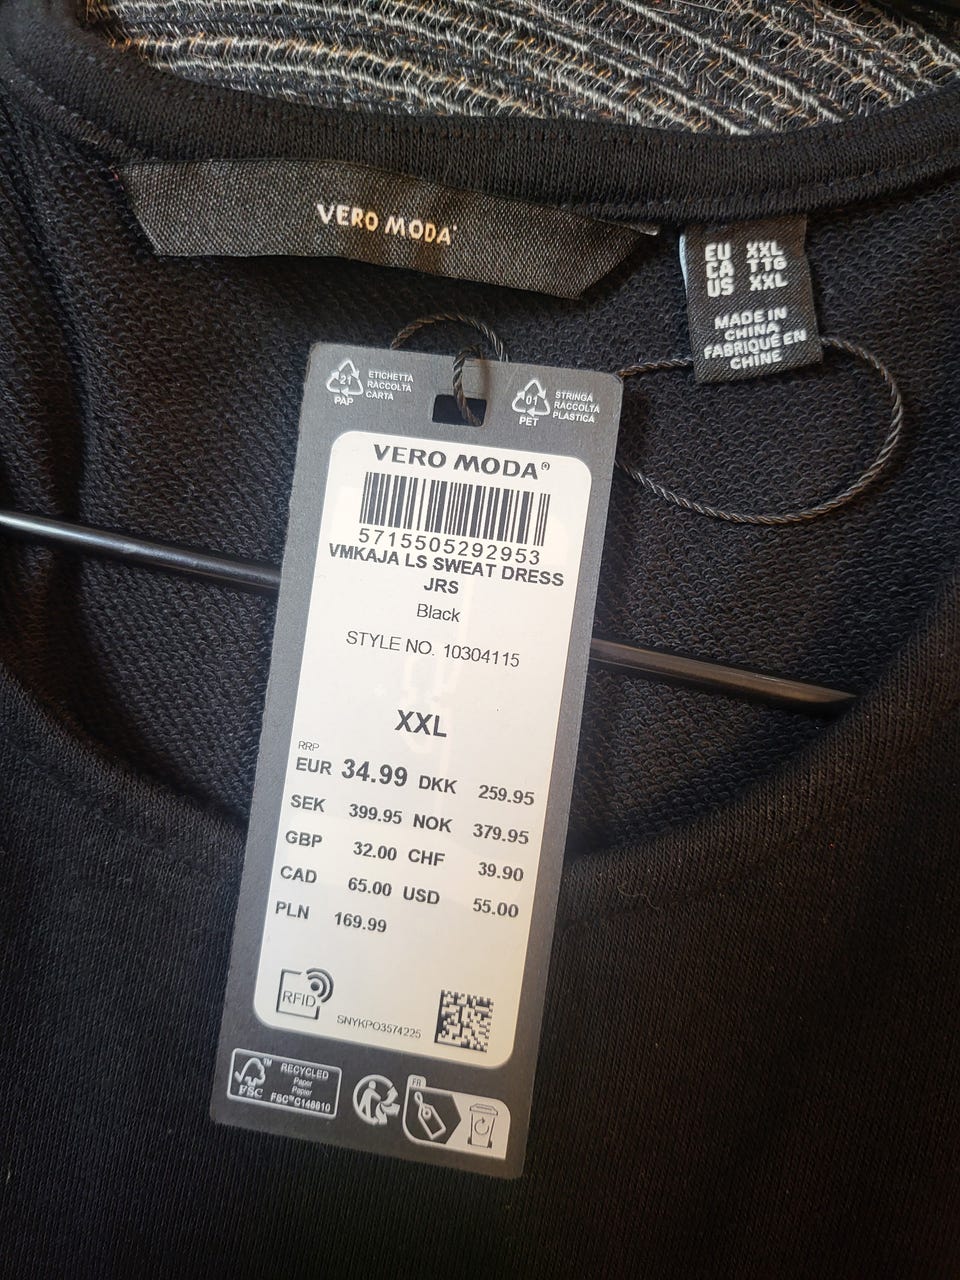 VERO MODA
EU XXL
CA TTG
US XXL
MADE IN
CHINA
FABRIQUÉ EN
CHINE
21
PAP
ETICHETTA
RACCOLTA
CARTA
01
PET
STRINGA
RACCOLTA
PLASTICA
VERO MODA®
5715505292953
VMKAJA LS SWEAT DRESS
JRS
Black
STYLE NO. 10304115
XXL
RRP
EUR 34.99 DKK 259.95
SEK 399.95 NOK 379.95
GBP 32.00 CHF 39.90
CAD 65.00 USD 55.00
PLN 169.99
RFID
SNYKPO3574225
FSC™
RECYCLED
Paper
Papier
FSC™C148810
FR